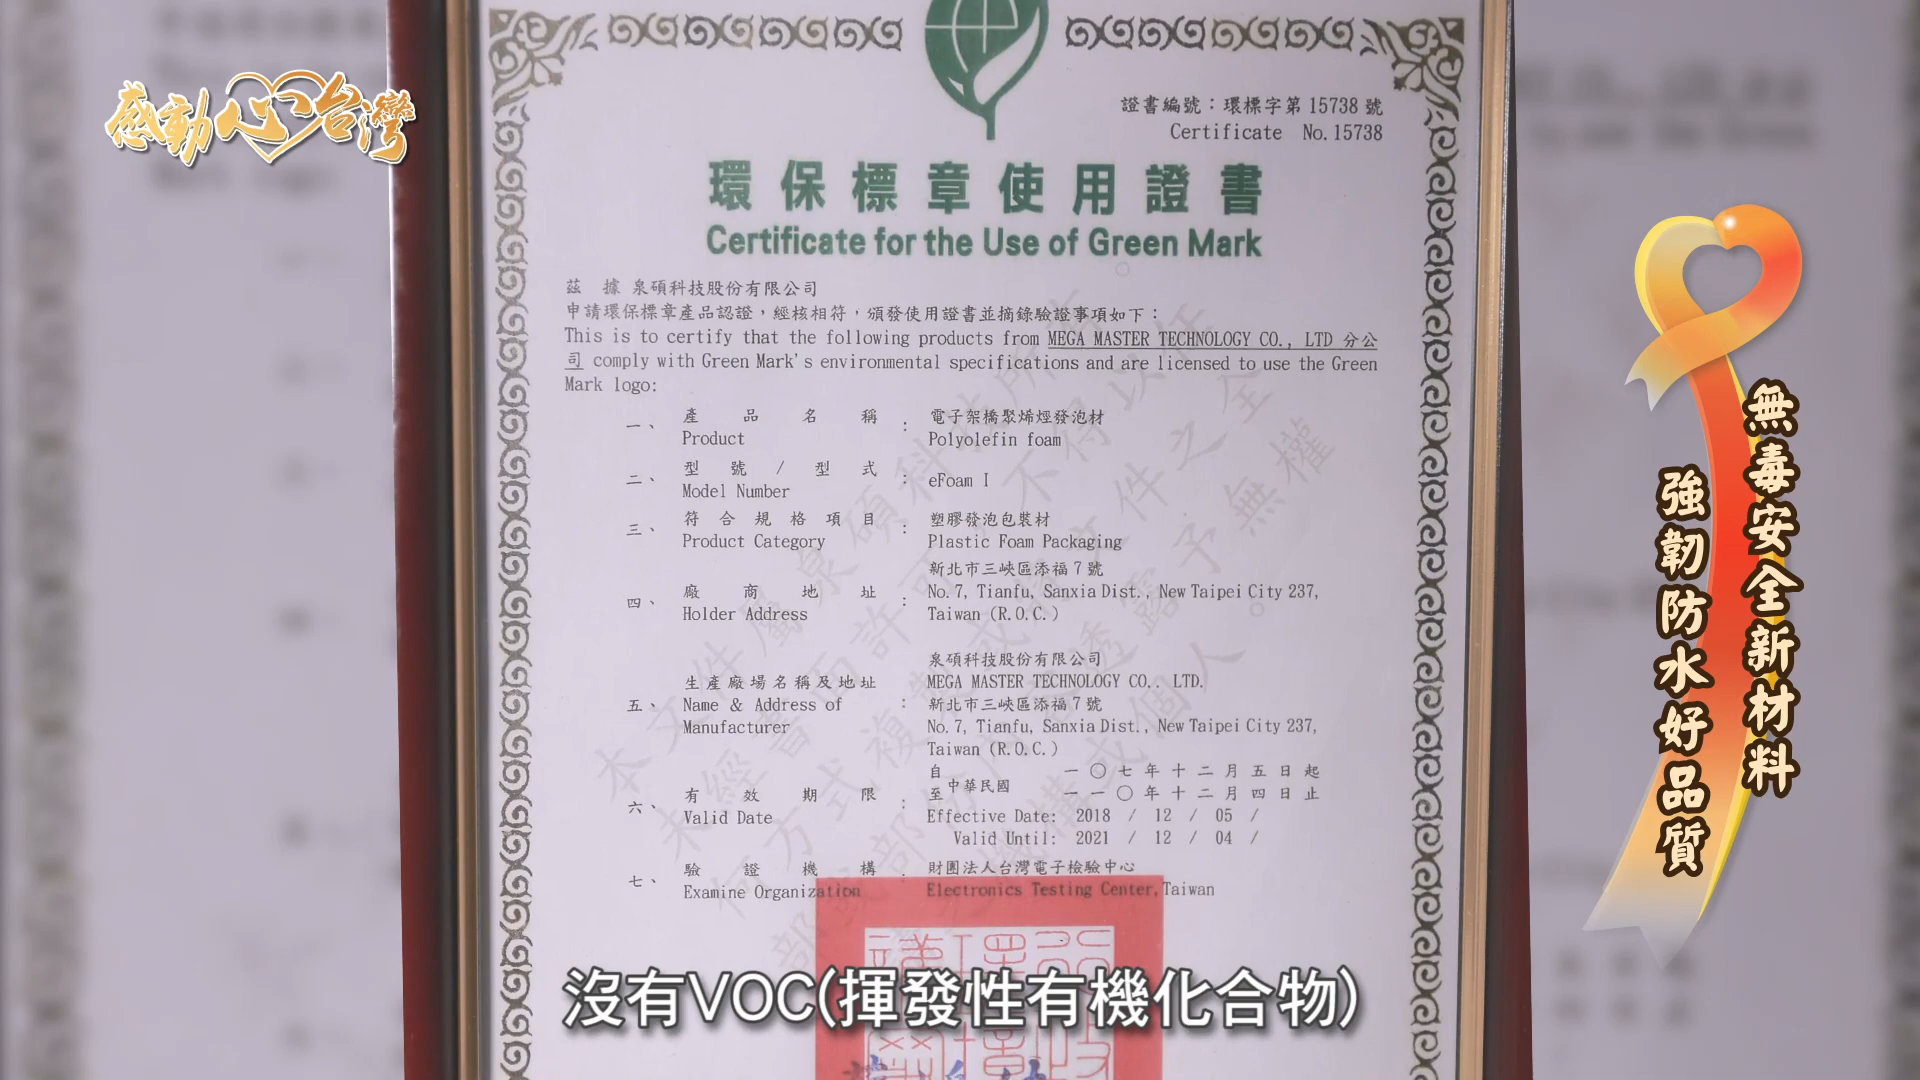 感動心台灣
證書編號：環標字第 15738 號
Certificate No. 15738
環保標章使用證書
Certificate for the Use of Green Mark
茲 據 泉碩科技股份有限公司
申請環保標章產品認證，經核相符，頒發使用證書並摘錄驗證事項如下：
This is to certify that the following products from MEGA MASTER TECHNOLOGY CO., LTD 分公
司 comply with Green Mark's environmental specifications and are licensed to use the Green
Mark logo:
一、 產品名稱 ： 電子架橋聚烯烴發泡材
Product Polyolefin foam
二、 型號/型式 ： eFoam I
Model Number
三、 符合規格項目 ： 塑膠發泡包裝材
Product Category Plastic Foam Packaging
四、 廠商地址 ： 新北市三峽區添福7號
Holder Address No. 7, Tianfu, Sanxia Dist., New Taipei City 237,
Taiwan (R.O.C.)
泉碩科技股份有限公司
五、 生產廠場名稱及地址 MEGA MASTER TECHNOLOGY CO.. LTD.
Name & Address of ： 新北市三峽區添福7號
Manufacturer No. 7, Tianfu, Sanxia Dist., New Taipei City 237,
Taiwan (R.O.C.)
六、 有效期限 ： 自 中華民國 一〇七年十二月五日起
至 一一〇年十二月四日止
Valid Date Effective Date: 2018 / 12 / 05 /
Valid Until: 2021 / 12 / 04 /
七、 驗證機構 ： 財團法人台灣電子檢驗中心
Examine Organization Electronics Testing Center, Taiwan
無毒安全新材料
強韌防水好品質
沒有VOC(揮發性有機化合物)